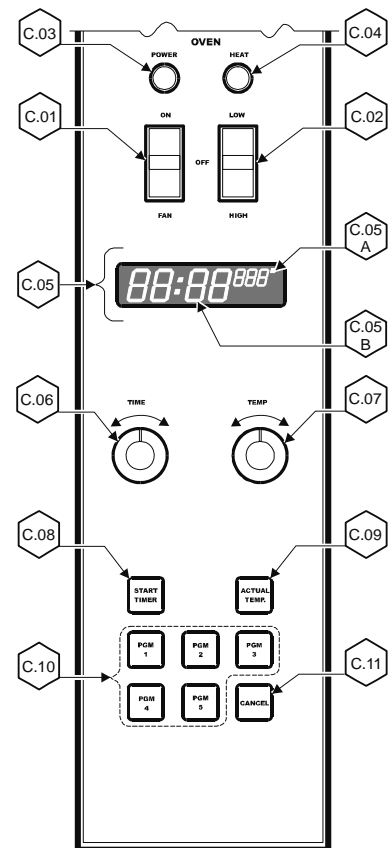 C.03
OVEN
C.04
POWER HEAT
C.01
ON LOW
C.02
OFF
FAN HIGH
C.05
A
C.05
88:88 888
C.05
B
C.06
TIME TEMP
C.07
C.08
C.09
START
TIMER
ACTUAL
TEMP.
C.10
PGM
1
PGM
2
PGM
3
C.11
PGM
4
PGM
5
CANCEL